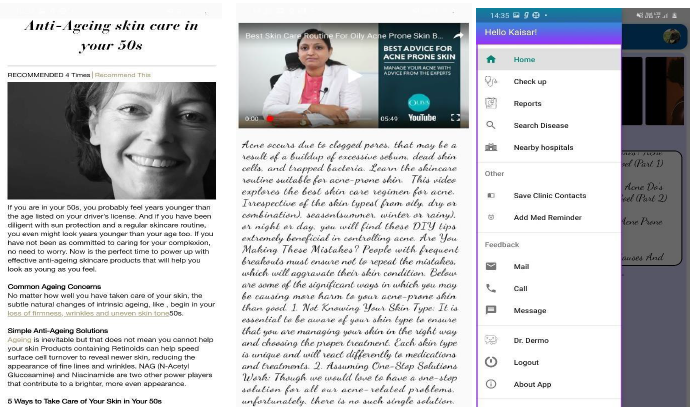 Anti-Ageing skin care in
your 50s
RECOMMENDED 4 Times | Recommend This
If you are in your 50s, you probably feel years younger than
the age listed on your driver's license. And if you have been
diligent with sun protection and a regular skincare routine,
you even might look years younger than your age too. If you
have not been as committed to caring for your complexion,
no need to worry. Now is the perfect time to power up with
effective anti-ageing skincare products that will help you
look as young as you feel.
Common Ageing Concerns
No matter how well you have taken care of your skin, the
subtle natural changes of intrinsic ageing, like , begin in your
loss of firmness, wrinkles and uneven skin tone50s.
Simple Anti-Ageing Solutions
Ageing is inevitable but that does not mean you cannot help
your skin Products containing Retinoids can help speed
surface cell turnover to reveal newer skin, reducing the
appearance of fine lines and wrinkles. NAG (N-Acetyl
Glucosamine) and Niacinamide are two other power players
that contribute to a brighter, more even appearance.
5 Ways to Take Care of Your Skin in Your 50s
Best Skin Care Routine For Oily Acne Prone Skin B...
BEST ADVICE FOR
ACNE PRONE SKIN
MANAGE YOUR ACNE WITH
ADVICE FROM THE EXPERTS
0:00
05:49
YouTube
Acne occurs due to clogged pores, that may be a
result of a buildup of excessive sebum, dead skin
cells, and trapped bacteria. Learn the skincare
routine suitable for acne-prone skin. This video
explores the best skin care regimen for acne.
Irrespective of the skin types( from oily, dry or
combination), season(summer, winter or rainy),
or night or day, you will find these DIY tips
extremely beneficial in controlling acne. Are You
Making These Mistakes? People with frequent
breakouts must ensure not to repeat the mistakes,
which will aggravate their skin condition. Below
are some of the significant ways in which you may
be causing more harm to your acne-prone skin
than good. 1. Not Knowing Your Skin Type: It is
essential to be aware of your skin type to ensure
that you are managing your skin in the right way
and choosing the proper treatment. Each skin type
is unique and will react differently to medications
and treatments. 2. Assuming One-Stop Solutions
Work: Though we would love to have a one-stop
solution for all our acne-related problems,
unfortunately, there is no such single solution.
14:35
Hello Kaisar!
Home
Check up
Reports
Search Disease
Nearby hospitals
Other
Save Clinic Contacts
Add Med Reminder
Feedback
Mail
Call
Message
Dr. Dermo
Logout
About App
(Part 1)
Acne Do's
(Part 2)
Acne Prone
Causes And